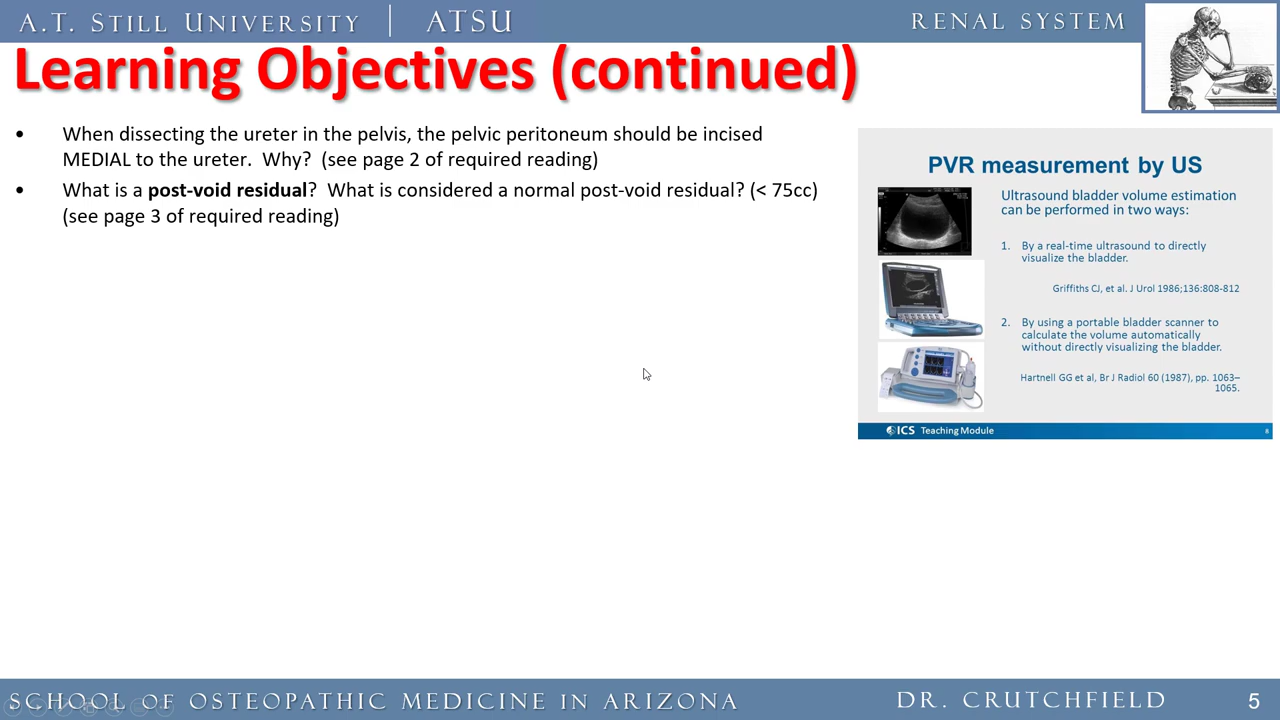 A.T. STILL UNIVERSITY | ATSU
RENAL SYSTEM
Learning Objectives (continued)
• When dissecting the ureter in the pelvis, the pelvic peritoneum should be incised
MEDIAL to the ureter. Why? (see page 2 of required reading)
• What is a post-void residual? What is considered a normal post-void residual? (< 75cc)
(see page 3 of required reading)
PVR measurement by US
Ultrasound bladder volume estimation
can be performed in two ways:
1. By a real-time ultrasound to directly
visualize the bladder.
Griffiths CJ, et al. J Urol 1986;136:808-812
2. By using a portable bladder scanner to
calculate the volume automatically
without directly visualizing the bladder.
Hartnell GG et al, Br J Radiol 60 (1987), pp. 1063–
1065.
ICS Teaching Module
8
SCHOOL OF OSTEOPATHIC MEDICINE IN ARIZONA
DR. CRUTCHFIELD
5